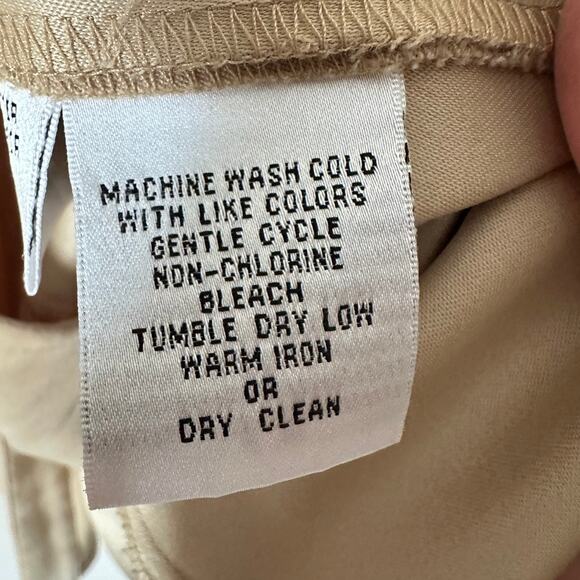 MACHINE WASH COLD
WITH LIKE COLORS
GENTLE CYCLE
NON-CHLORINE
BLEACH
TUMBLE DRY LOW
WARM IRON
OR
DRY CLEAN